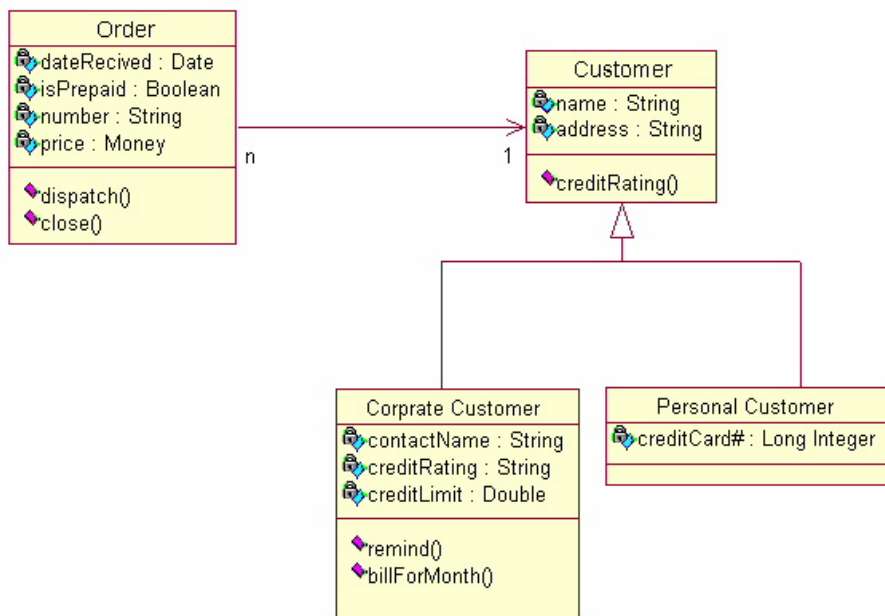 Order
dateRecived : Date
isPrepaid : Boolean
number : String
price : Money
dispatch()
close()
n
1
Customer
name : String
address : String
creditRating()
Corprate Customer
contactName : String
creditRating : String
creditLimit : Double
remind()
billForMonth()
Personal Customer
creditCard# : Long Integer